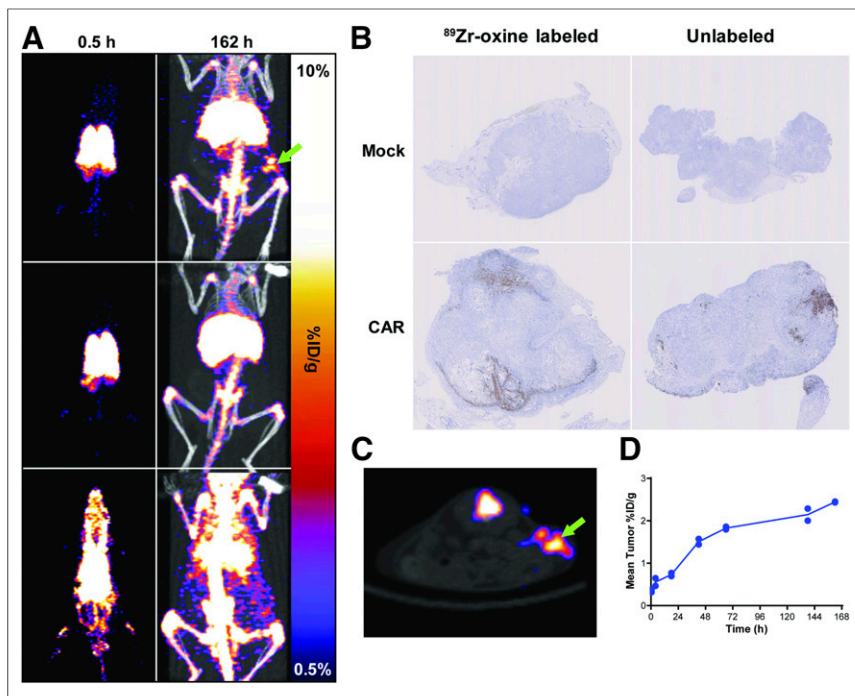 A
0.5 h
162 h
10%
%ID/g
0.5%
B
⁸⁹Zr-oxine labeled
Unlabeled
Mock
CAR
C
D
Mean Tumor %ID/g
3
2
1
0
0 24 48 72 96 120 144 168
Time (h)